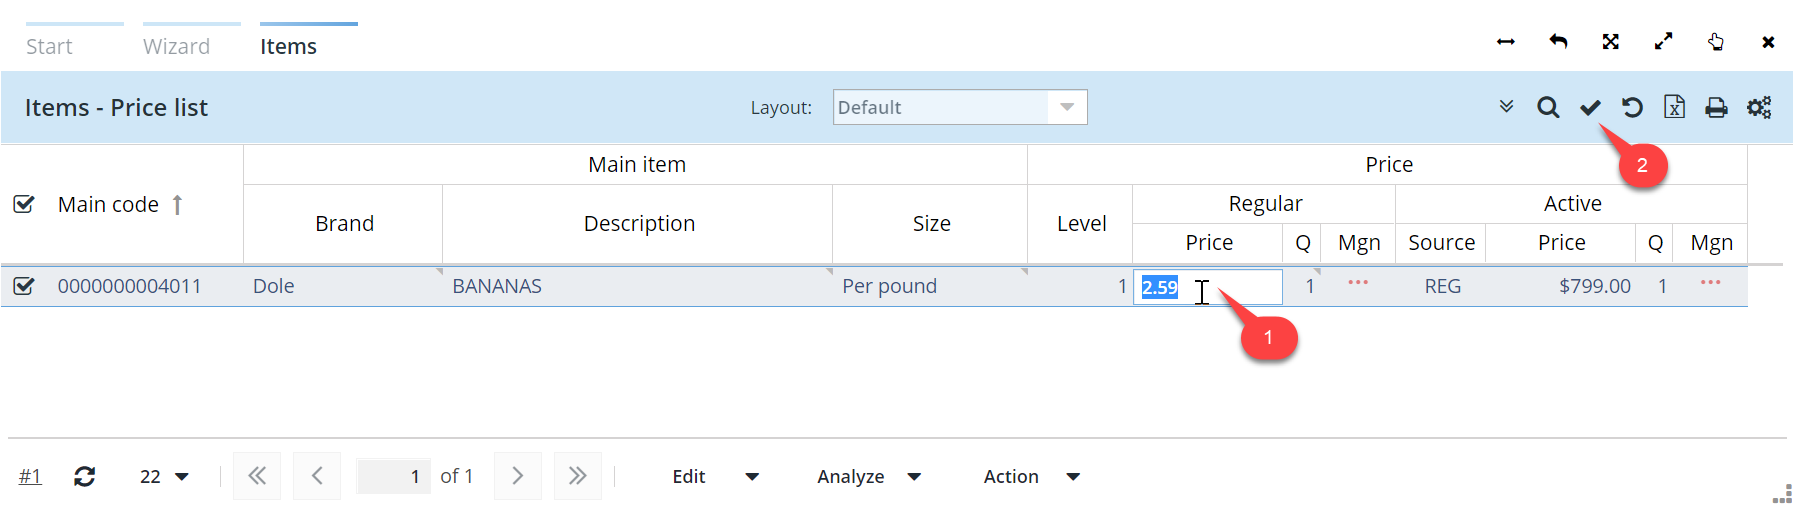 Start Wizard Items
Items - Price list Layout: Default
2
Main item Price
Main code Brand Description Size Level Regular Active
Price Q Mgn Source Price Q Mgn
0000000004011 Dole BANANAS Per pound 1 2.59 1 ••• REG $799.00 1 •••
1
#1 22 1 of 1 Edit Analyze Action